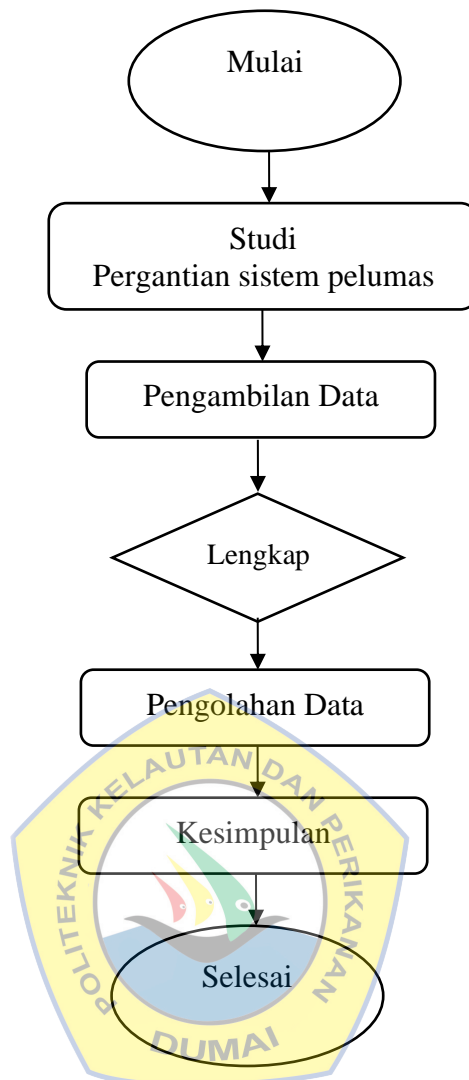 Mulai
Studi
Pergantian sistem pelumas
Pengambilan Data
Lengkap
Pengolahan Data
Kesimpulan
Selesai
POLITEKNIK KELAUTAN DAN PERIKANAN
DUMAI